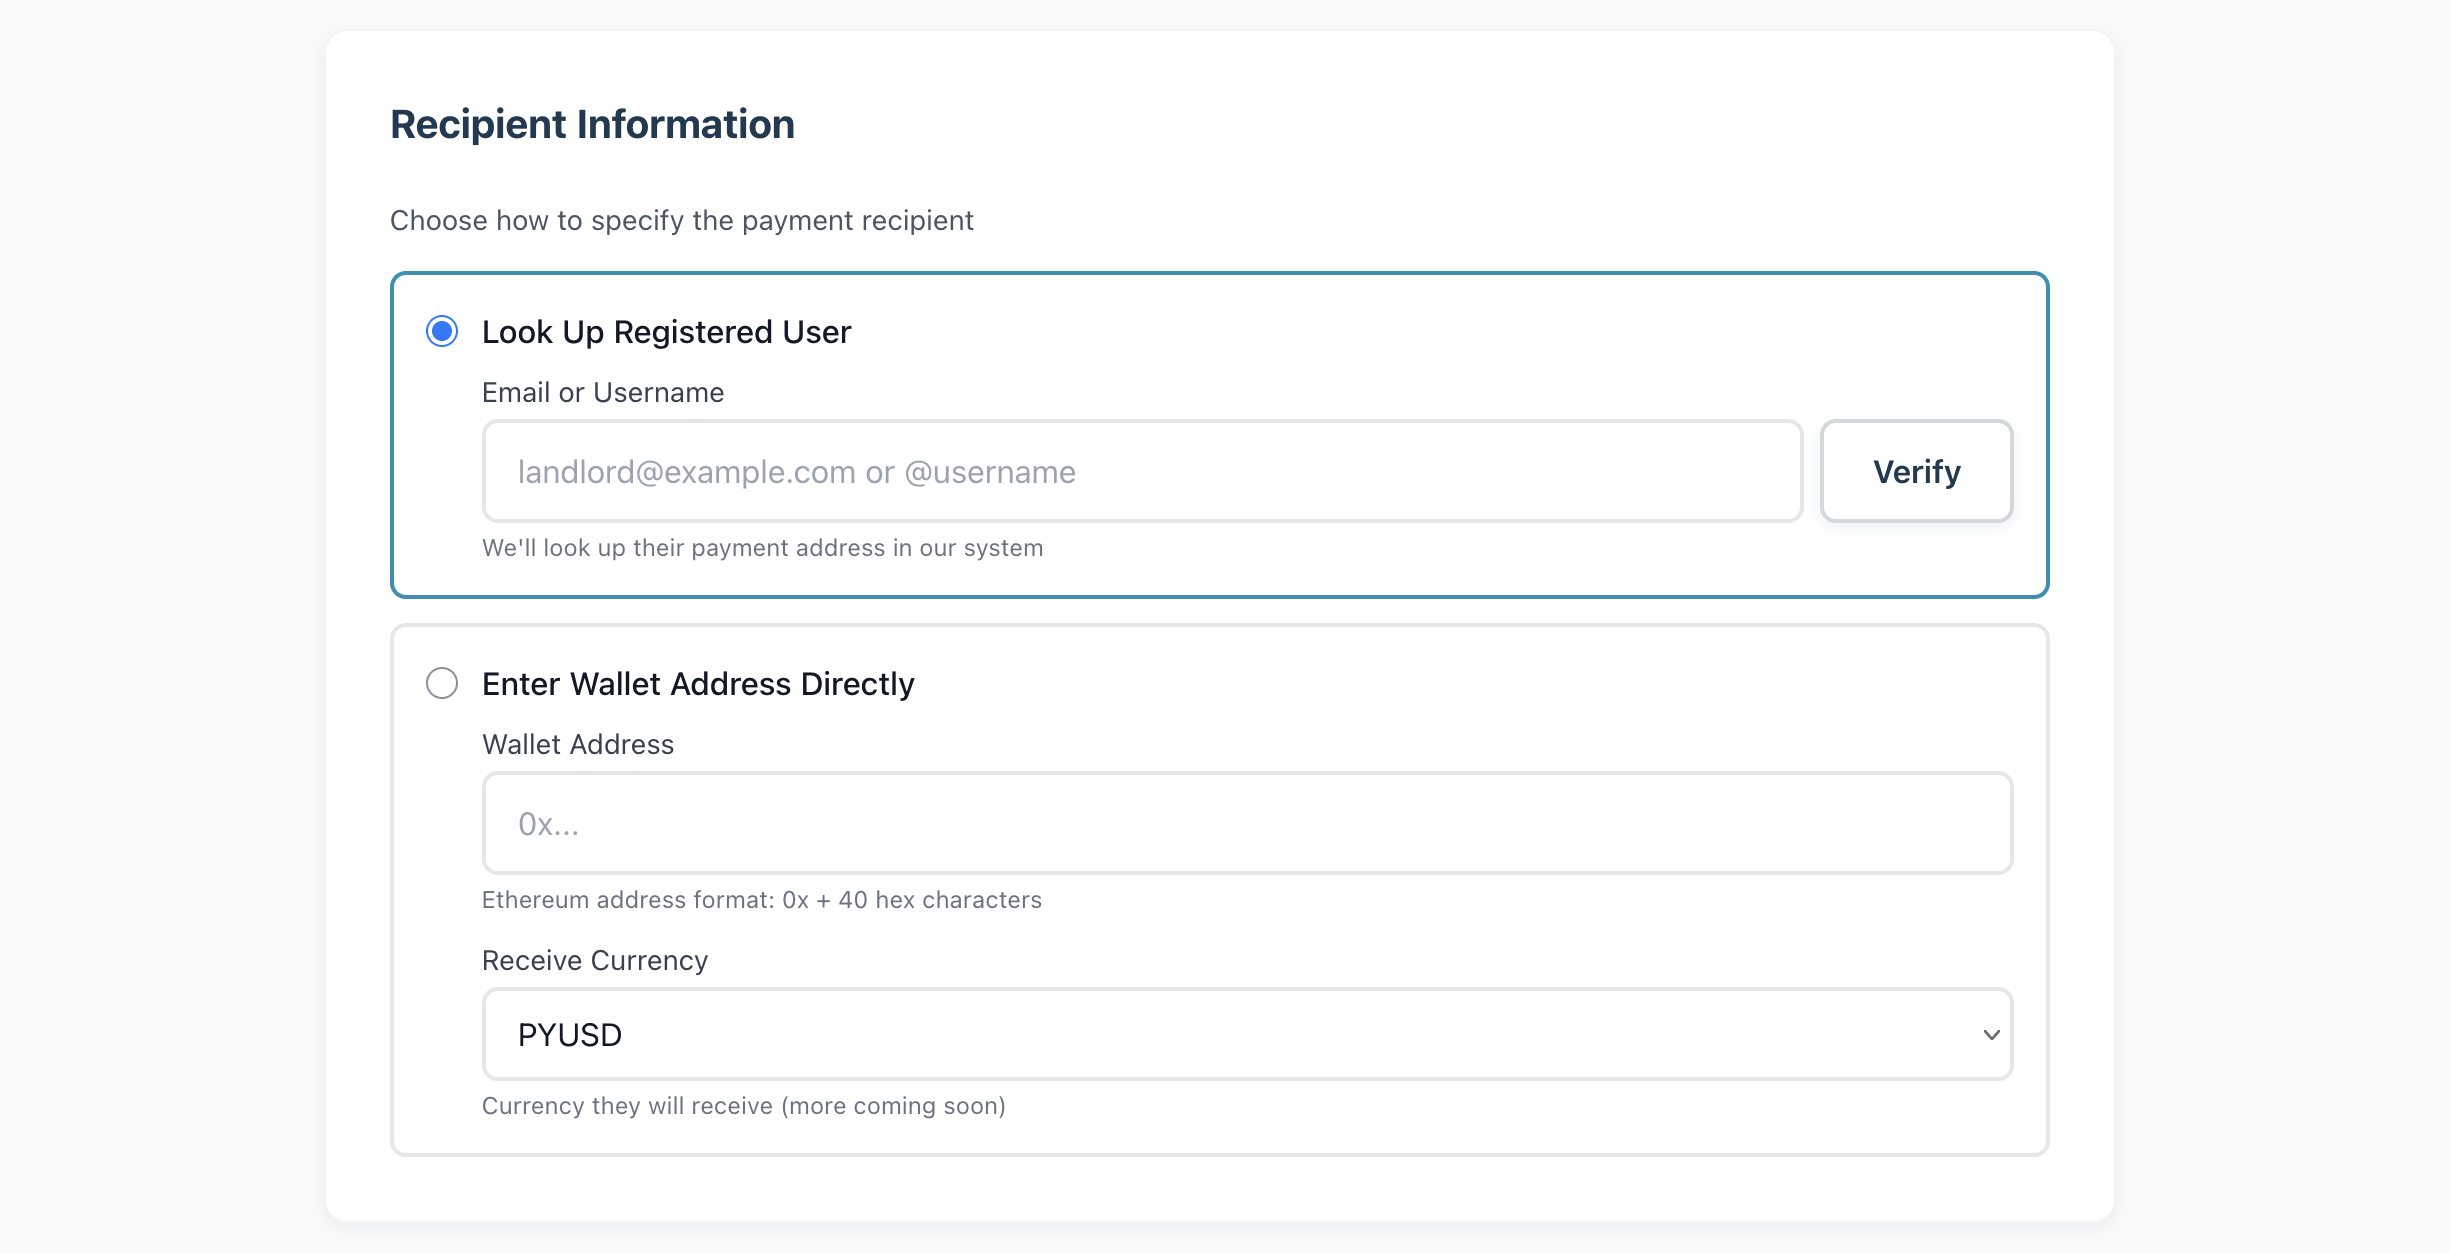 Recipient Information
Choose how to specify the payment recipient
Look Up Registered User
Email or Username
landlord@example.com or @username
Verify
We'll look up their payment address in our system
Enter Wallet Address Directly
Wallet Address
0x...
Ethereum address format: 0x + 40 hex characters
Receive Currency
PYUSD
Currency they will receive (more coming soon)